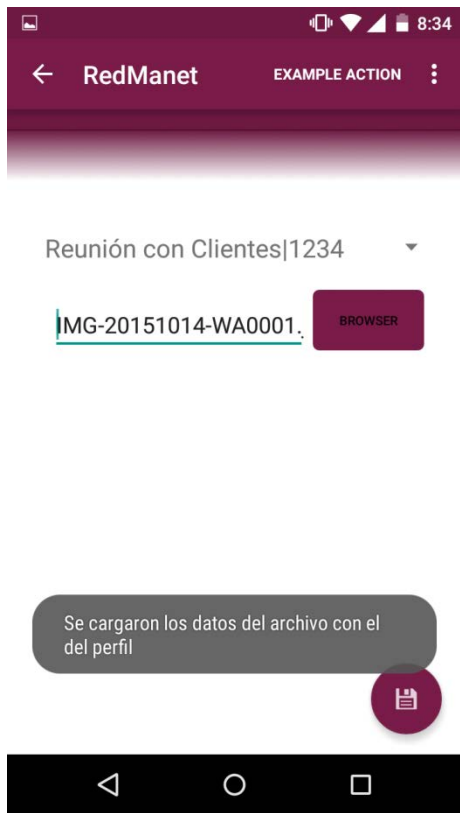 8:34
RedManet EXAMPLE ACTION
Reunión con Clientes|1234
IMG-20151014-WA0001. BROWSER
Se cargaron los datos del archivo con el
del perfil